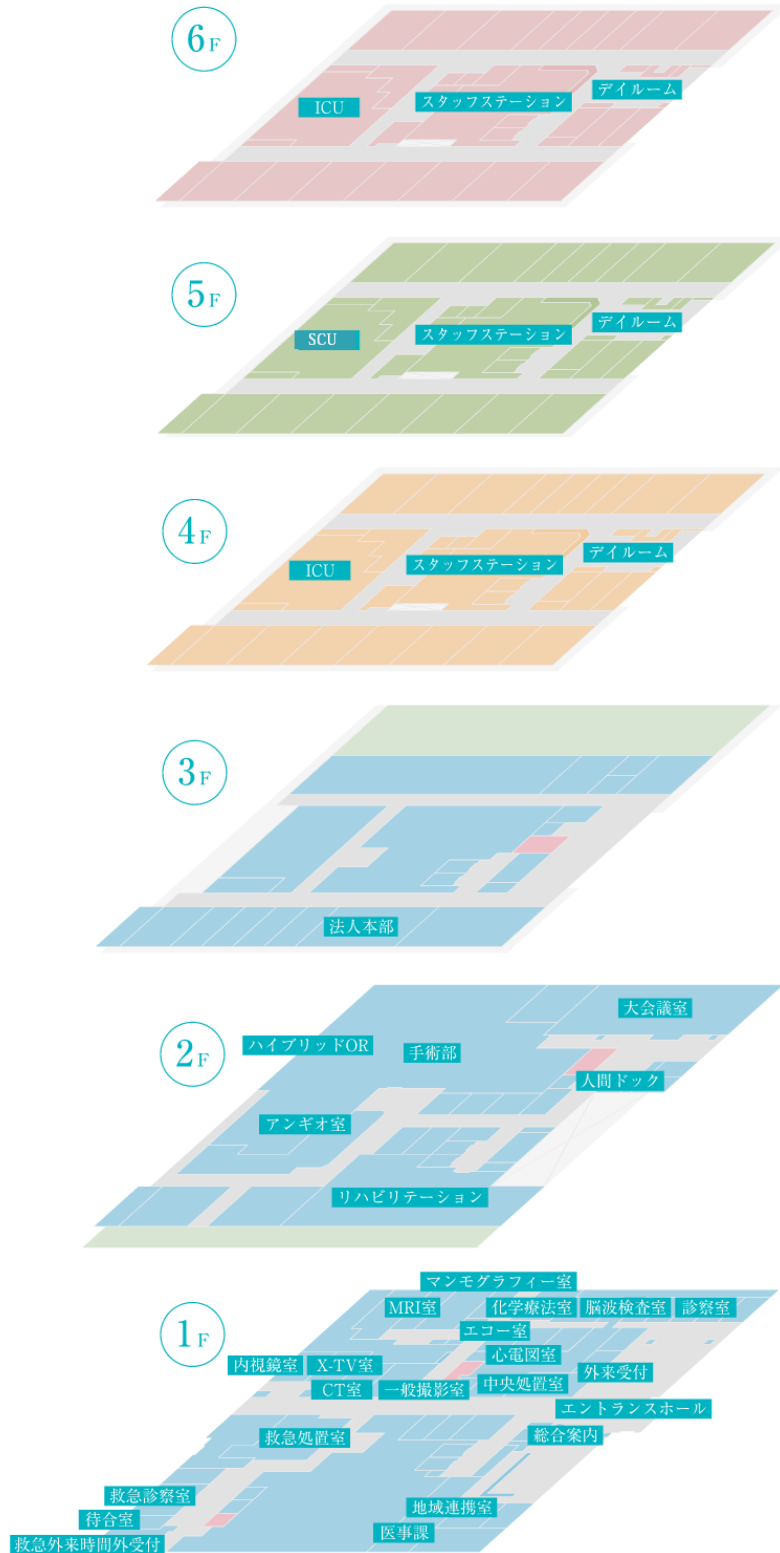 6F
ICU
スタッフステーション
デイルーム
5F
SCU
スタッフステーション
デイルーム
4F
ICU
スタッフステーション
デイルーム
3F
法人本部
2F
大会議室
ハイブリッドOR
手術部
人間ドック
アンギオ室
リハビリテーション
1F
マンモグラフィー室
MRI室
化学療法室
脳波検査室
診察室
エコー室
心電図室
内視鏡室
X-TV室
外来受付
CT室
一般撮影室
中央処置室
エントランスホール
救急処置室
総合案内
救急診察室
地域連携室
待合室
医事課
救急外来時間外受付